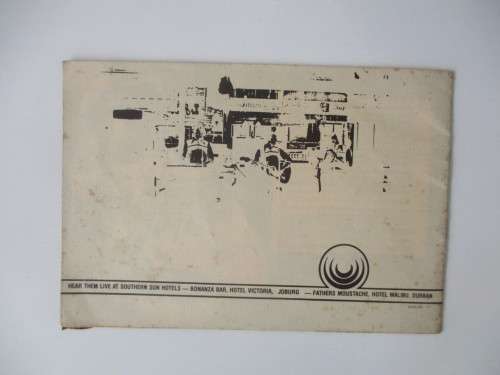 HEAR THEM LIVE AT SOUTHERN SUN HOTELS — BONANZA BAR, HOTEL VICTORIA, JOBURG — FATHERS MOUSTACHE, HOTEL MALIBU, DURBAN